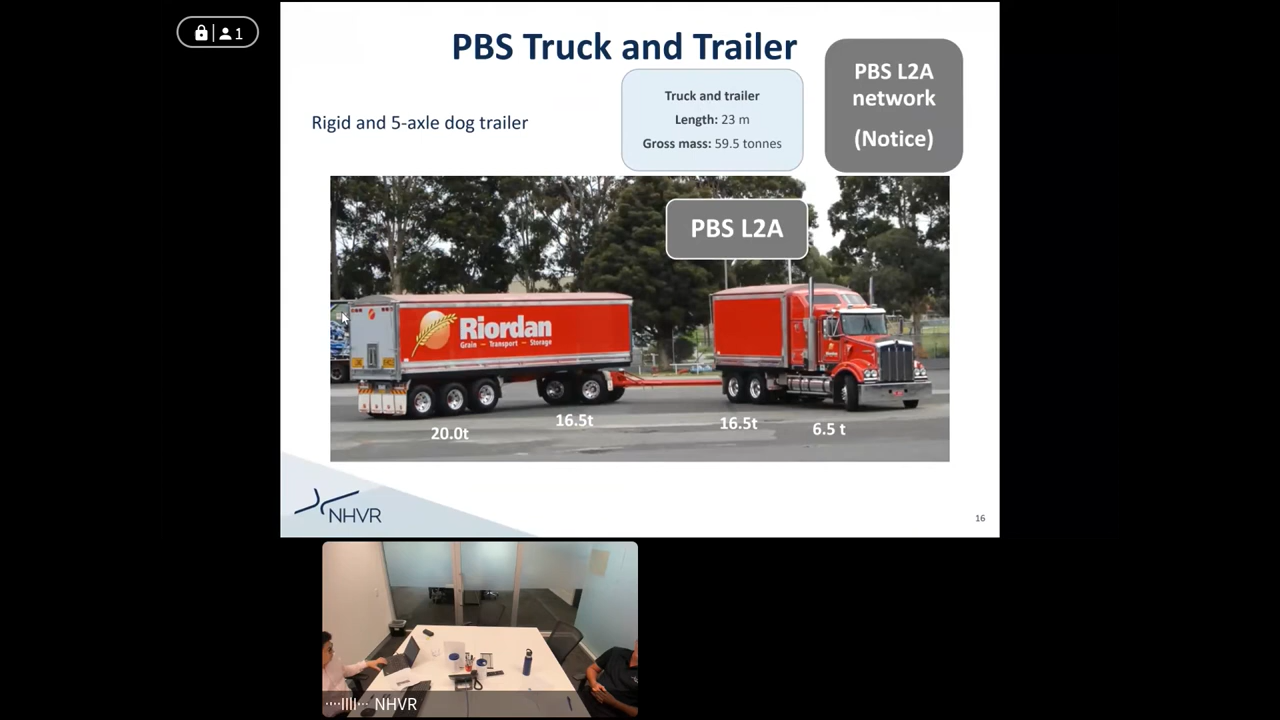 1
PBS Truck and Trailer
Rigid and 5-axle dog trailer
Truck and trailer
Length: 23 m
Gross mass: 59.5 tonnes
PBS L2A
network
(Notice)
PBS L2A
Riordan
Grain – Transport – Storage
20.0t
16.5t
16.5t
6.5 t
NHVR
16
NHVR